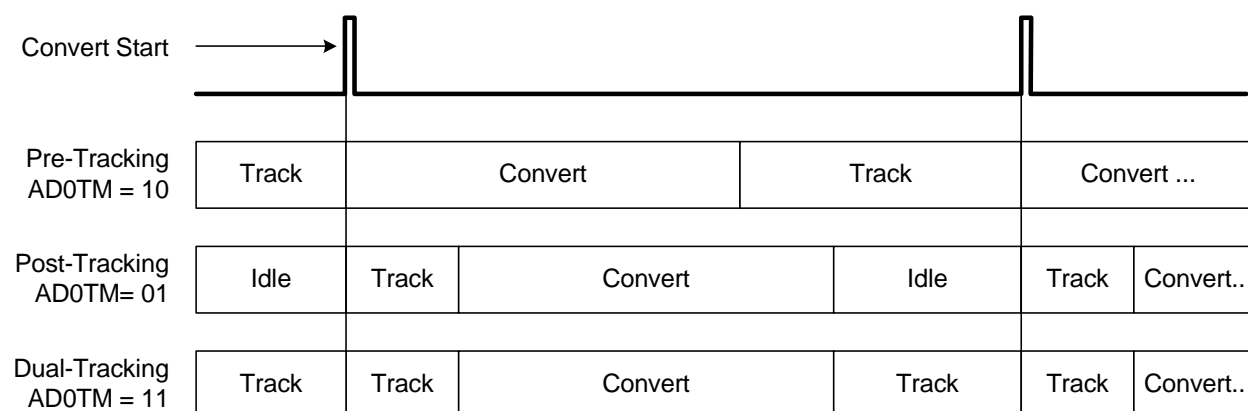 Convert Start
Pre-Tracking
AD0TM = 10
Track
Convert
Track
Convert ...
Post-Tracking
AD0TM= 01
Idle
Track
Convert
Idle
Track
Convert..
Dual-Tracking
AD0TM = 11
Track
Track
Convert
Track
Track
Convert..